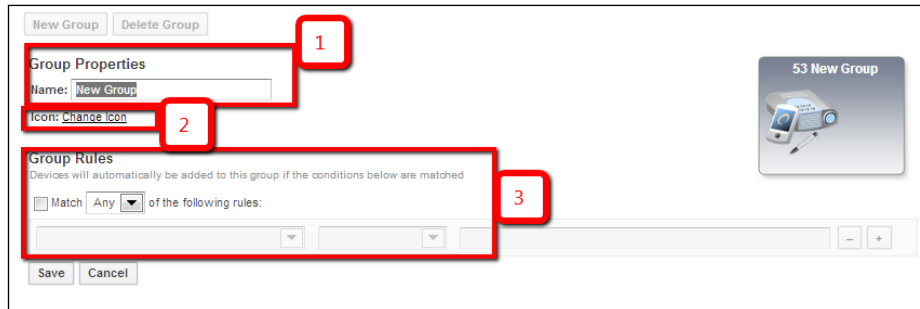 New Group Delete Group
1
Group Properties
53 New Group
Name: New Group
Icon: Change Icon
2
Group Rules
Devices will automatically be added to this group if the conditions below are matched
Match Any of the following rules:
3
– +
Save Cancel